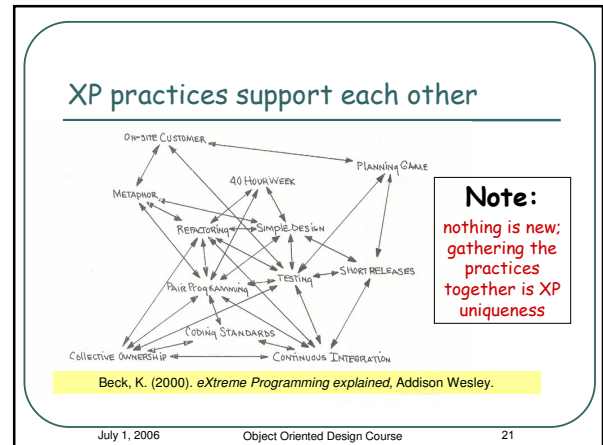 XP practices support each other
ON-SITE CUSTOMER
PLANNING GAME
METAPHOR
40 HOUR WEEK
REFACTORING
SIMPLE DESIGN
PAIR PROGRAMMING
TESTING
SHORT RELEASES
CODING STANDARDS
COLLECTIVE OWNERSHIP
CONTINUOUS INTEGRATION
Note:
nothing is new;
gathering the
practices
together is XP
uniqueness
Beck, K. (2000). eXtreme Programming explained, Addison Wesley.
July 1, 2006
Object Oriented Design Course
21